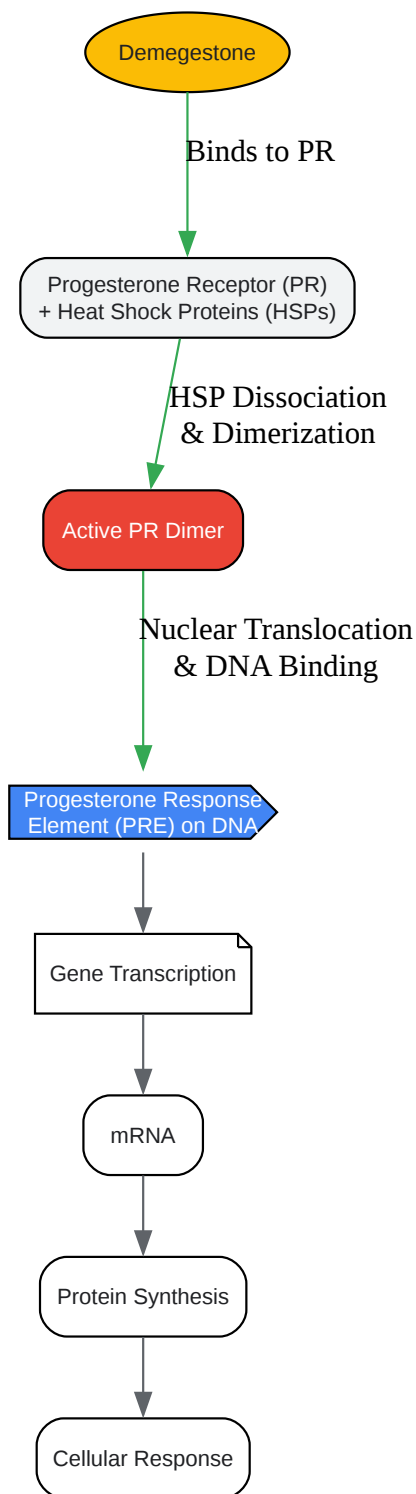 Demegestone
Binds to PR
Progesterone Receptor (PR)
+ Heat Shock Proteins (HSPs)
HSP Dissociation
& Dimerization
Active PR Dimer
Nuclear Translocation
& DNA Binding
Progesterone Response
Element (PRE) on DNA
Gene Transcription
mRNA
Protein Synthesis
Cellular Response